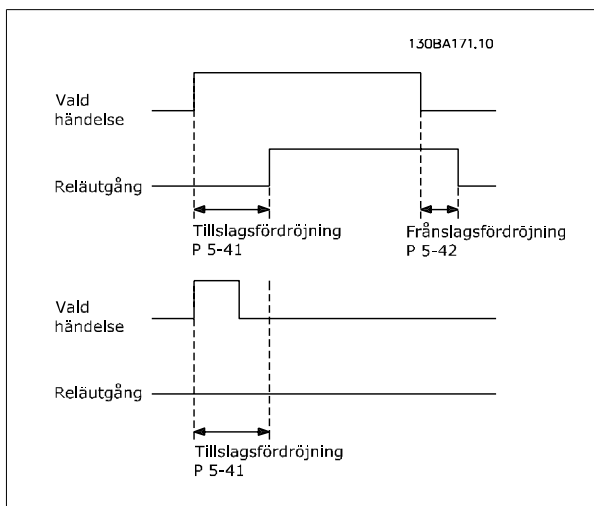 130BA171.10
Vald
händelse
Reläutgång
Tillslagsfördröjning
P 5-41
Frånslagsfördröjning
P 5-42
Vald
händelse
Reläutgång
Tillslagsfördröjning
P 5-41